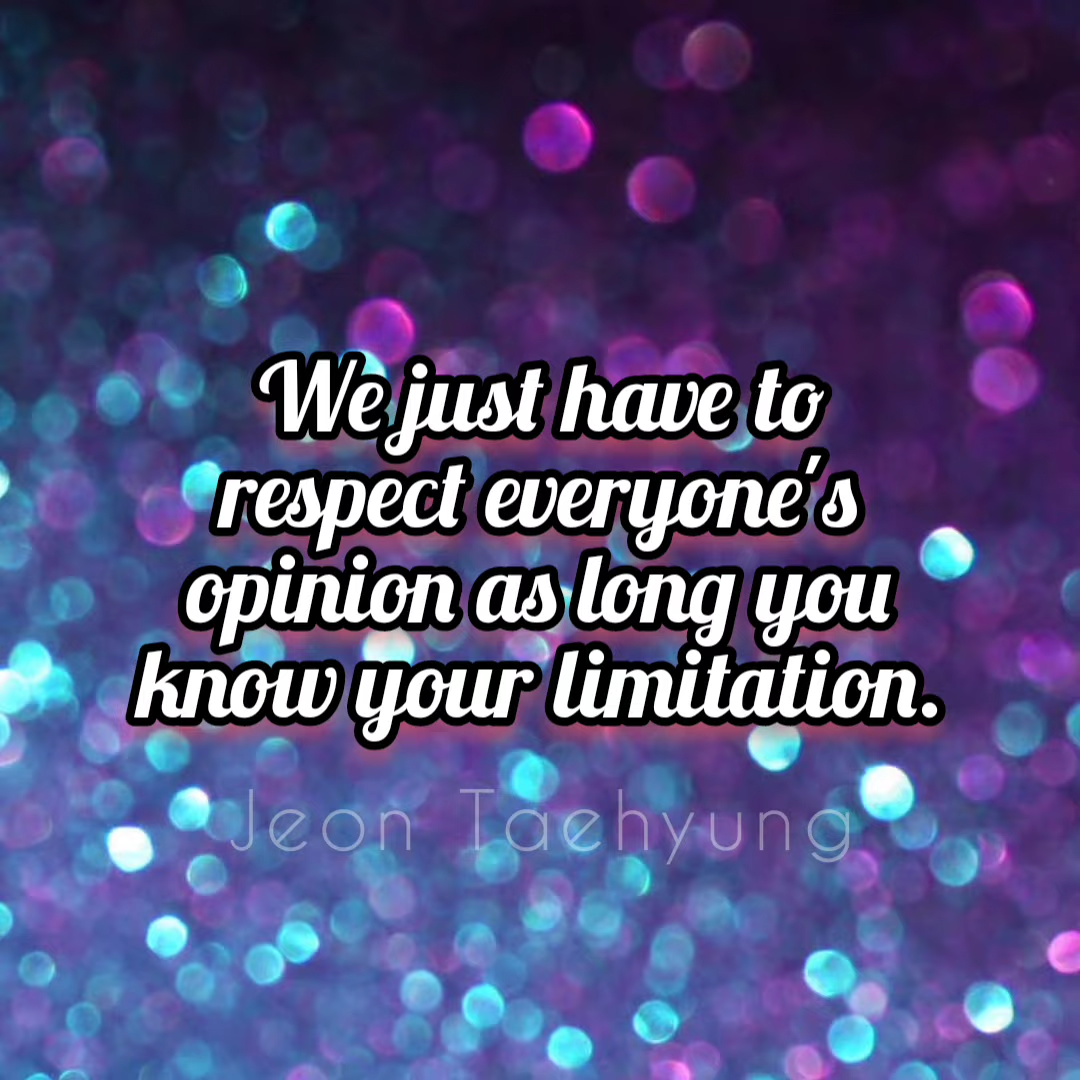 We just have to
respect everyone's
opinion as long you
know your limitation.
Jeon Taehyung